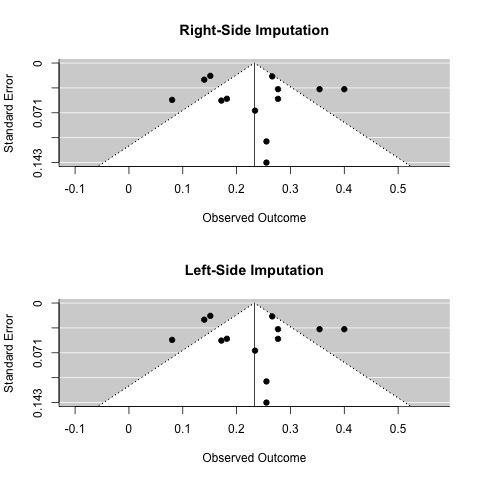 Right-Side Imputation
0
0.071
0.143
Standard Error
-0.1 0 0.1 0.2 0.3 0.4 0.5
Observed Outcome
Left-Side Imputation
0
0.071
0.143
Standard Error
-0.1 0 0.1 0.2 0.3 0.4 0.5
Observed Outcome